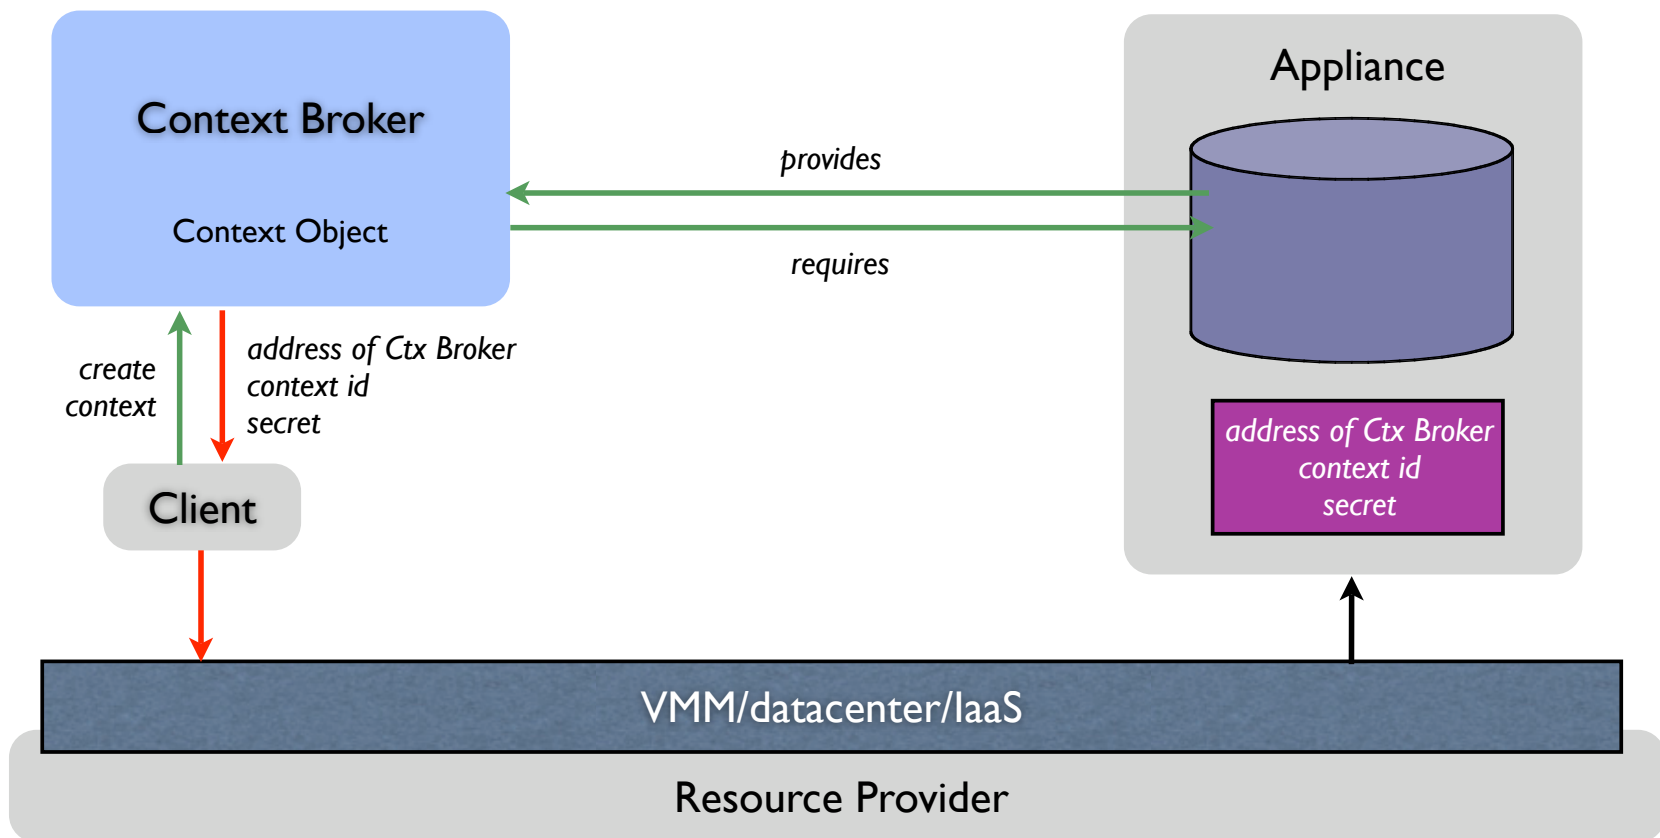 Context Broker
Context Object
provides
requires
Appliance
create
context
address of Ctx Broker
context id
secret
Client
address of Ctx Broker
context id
secret
VMM/datacenter/IaaS
Resource Provider